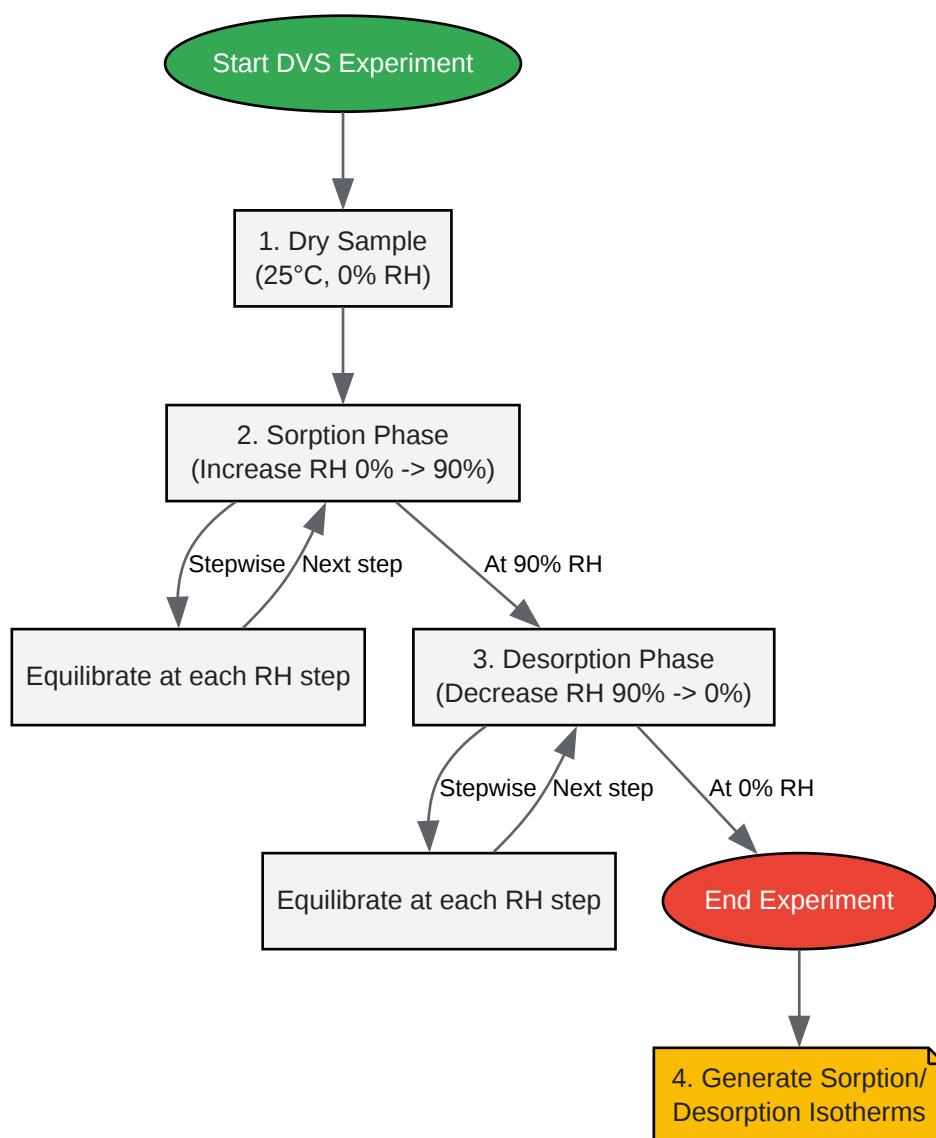 Start DVS Experiment
1. Dry Sample
(25°C, 0% RH)
2. Sorption Phase
(Increase RH 0% -> 90%)
Stepwise
Next step
At 90% RH
Equilibrate at each RH step
3. Desorption Phase
(Decrease RH 90% -> 0%)
Stepwise
Next step
At 0% RH
Equilibrate at each RH step
End Experiment
4. Generate Sorption/
Desorption Isotherms